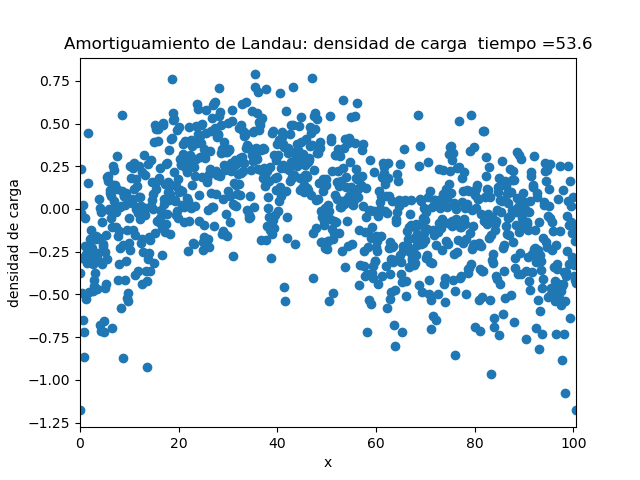 Amortiguamiento de Landau: densidad de carga  tiempo =53.6
0.75
0.50
0.25
0.00
−0.25
−0.50
−0.75
−1.00
−1.25
densidad de carga
0 20 40 60 80 100
x